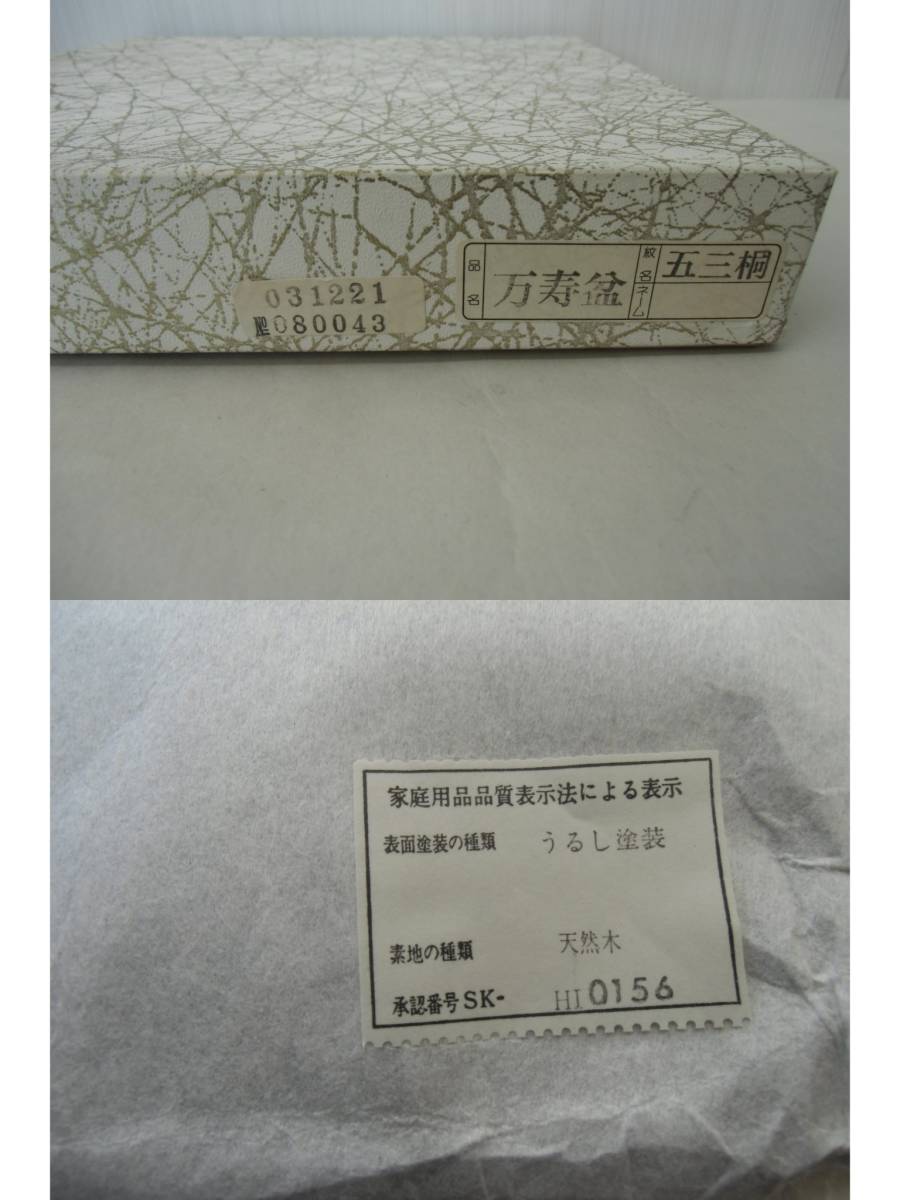 031221
№080043
品名
万寿盆
紋名
五三桐
ネーム
家庭用品品質表示法による表示
表面塗装の種類 うるし塗装
素地の種類 天然木
承認番号SK- HI 0156